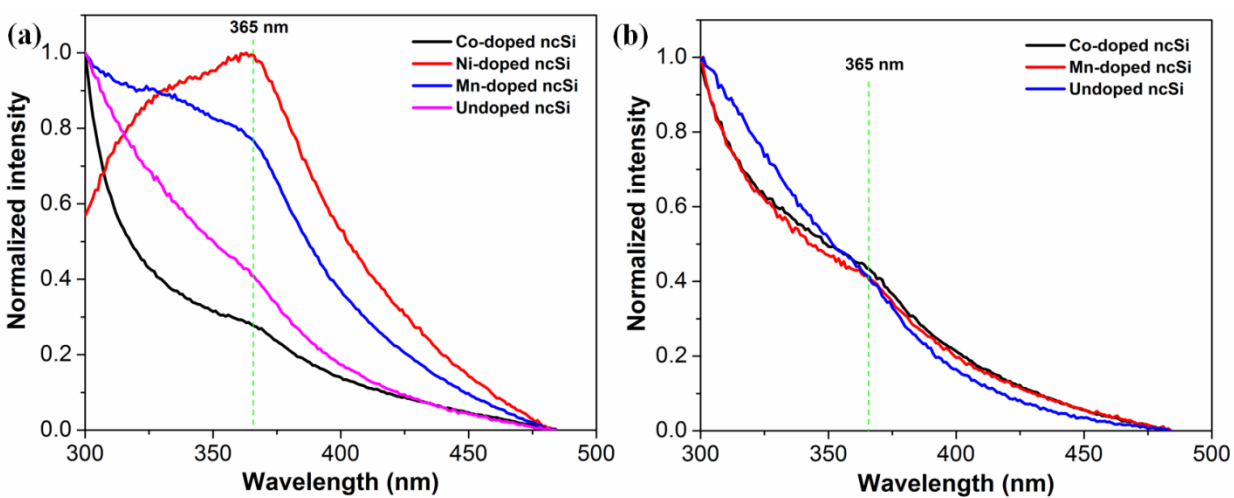 (a)
365 nm
Co-doped ncSi
Ni-doped ncSi
Mn-doped ncSi
Undoped ncSi
1.0
0.8
0.6
0.4
0.2
0.0
Normalized intensity
300
350
400
450
500
Wavelength (nm)
(b)
365 nm
Co-doped ncSi
Mn-doped ncSi
Undoped ncSi
1.0
0.8
0.6
0.4
0.2
0.0
Normalized intensity
300
350
400
450
500
Wavelength (nm)